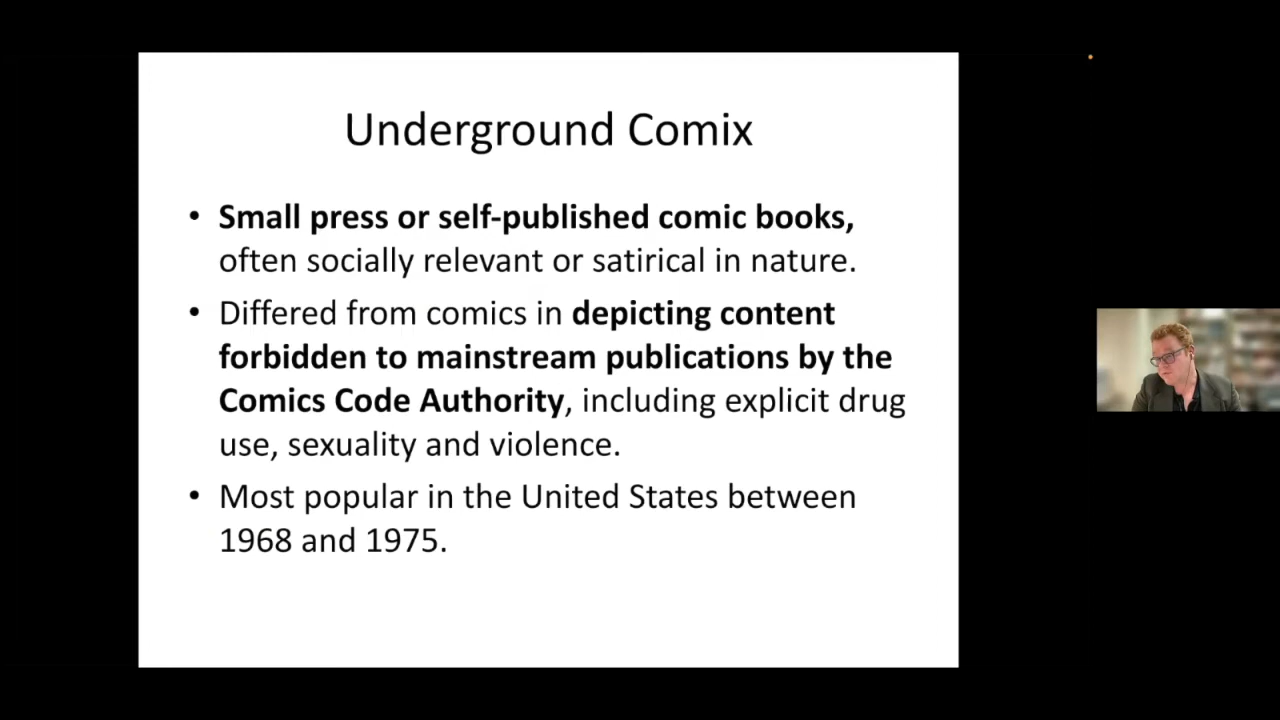 Underground Comix
• Small press or self-published comic books,
often socially relevant or satirical in nature.
• Differed from comics in depicting content
forbidden to mainstream publications by the
Comics Code Authority, including explicit drug
use, sexuality and violence.
• Most popular in the United States between
1968 and 1975.